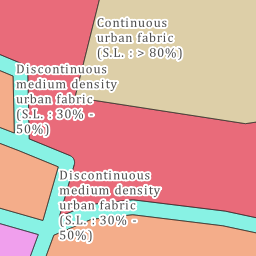 Continuous
urban fabric
(S.L. : > 80%)
Discontinuous
medium density
urban fabric
(S.L. : 30% -
50%)
Discontinuous
medium density
urban fabric
(S.L. : 30% -
50%)